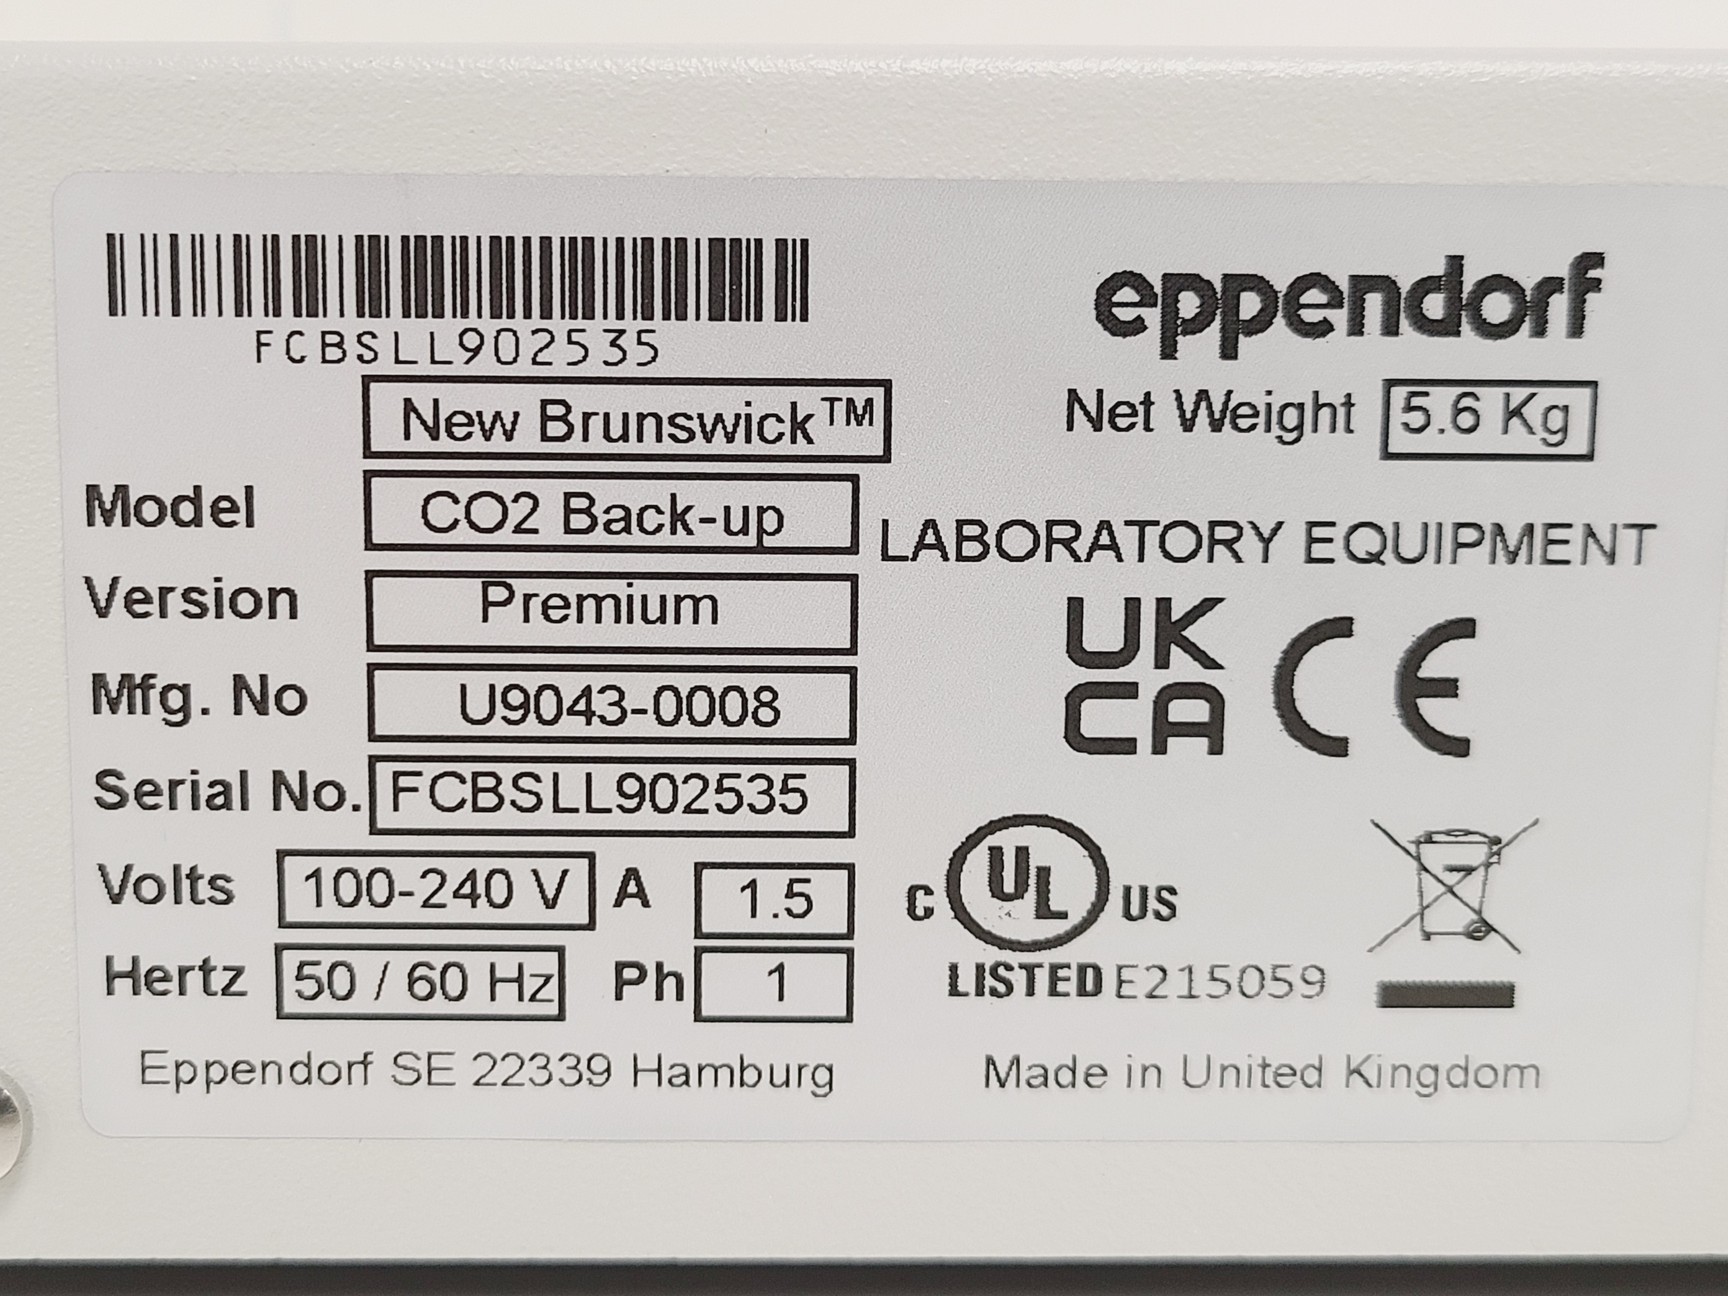 FCBSLL902535
eppendorf
New Brunswick™
Net Weight 5.6 Kg
Model CO2 Back-up
LABORATORY EQUIPMENT
Version Premium
UK
CA CE
Mfg. No U9043-0008
Serial No. FCBSLL902535
Volts 100-240 V A 1.5
C UL US
Hertz 50 / 60 Hz Ph 1
LISTED E215059
Eppendorf SE 22339 Hamburg
Made in United Kingdom